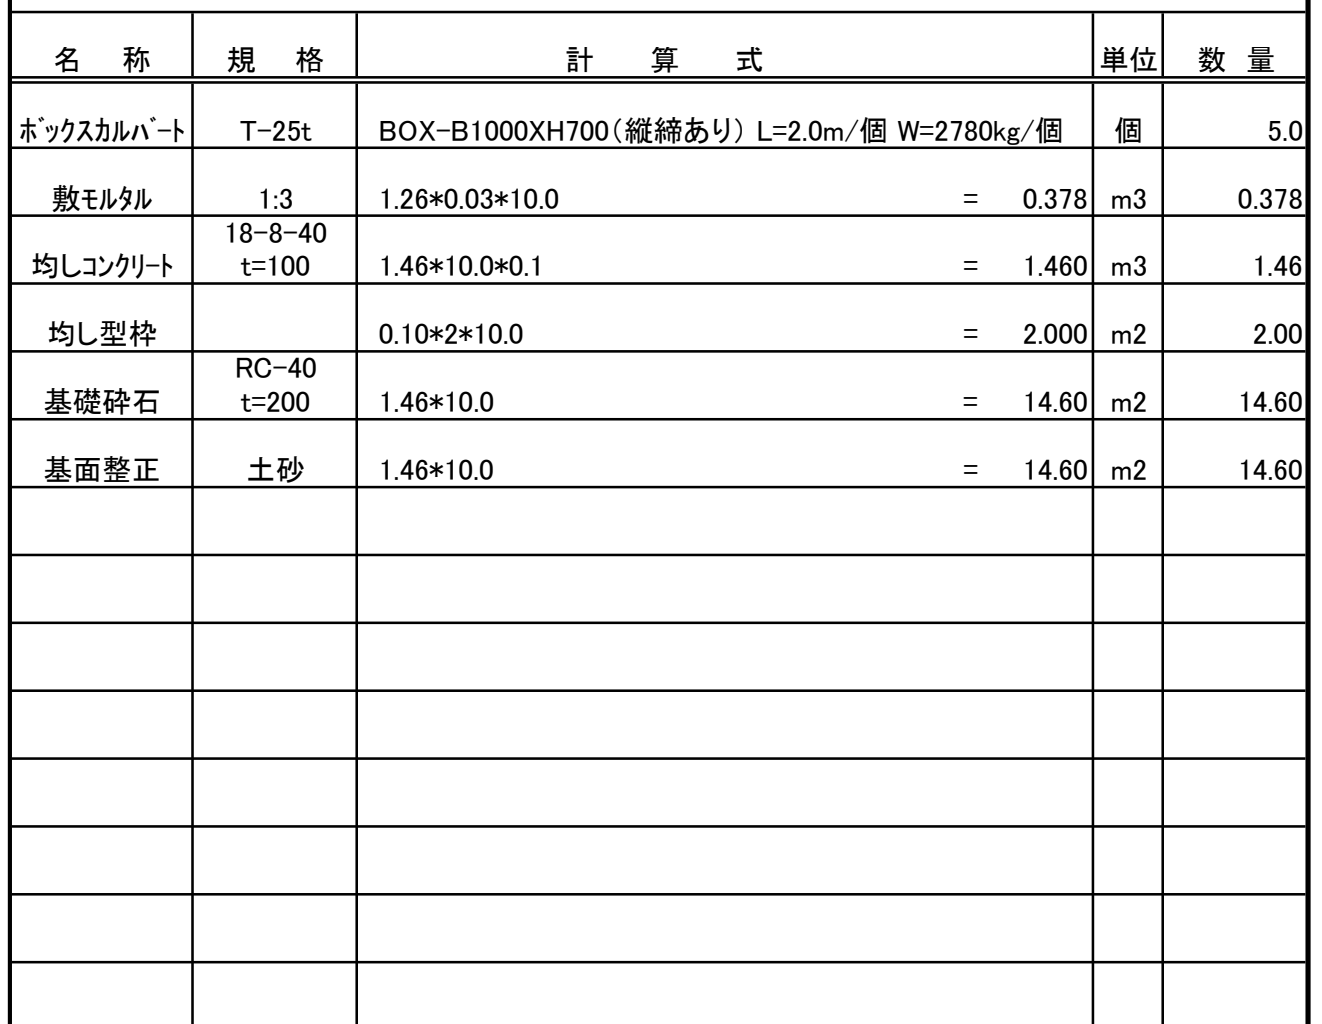 名　称 規　格 計　算　式 単位 数 量
ﾎﾞｯｸｽｶﾙﾊﾞｰﾄ T-25t BOX-B1000XH700(縦締あり) L=2.0m/個 W=2780kg/個 個 5.0
敷ﾓﾙﾀﾙ 1:3 1.26*0.03*10.0 = 0.378 m3 0.378
18-8-40
均しｺﾝｸﾘｰﾄ t=100 1.46*10.0*0.1 = 1.460 m3 1.46
均し型枠 0.10*2*10.0 = 2.000 m2 2.00
RC-40
基礎砕石 t=200 1.46*10.0 = 14.60 m2 14.60
基面整正 土砂 1.46*10.0 = 14.60 m2 14.60